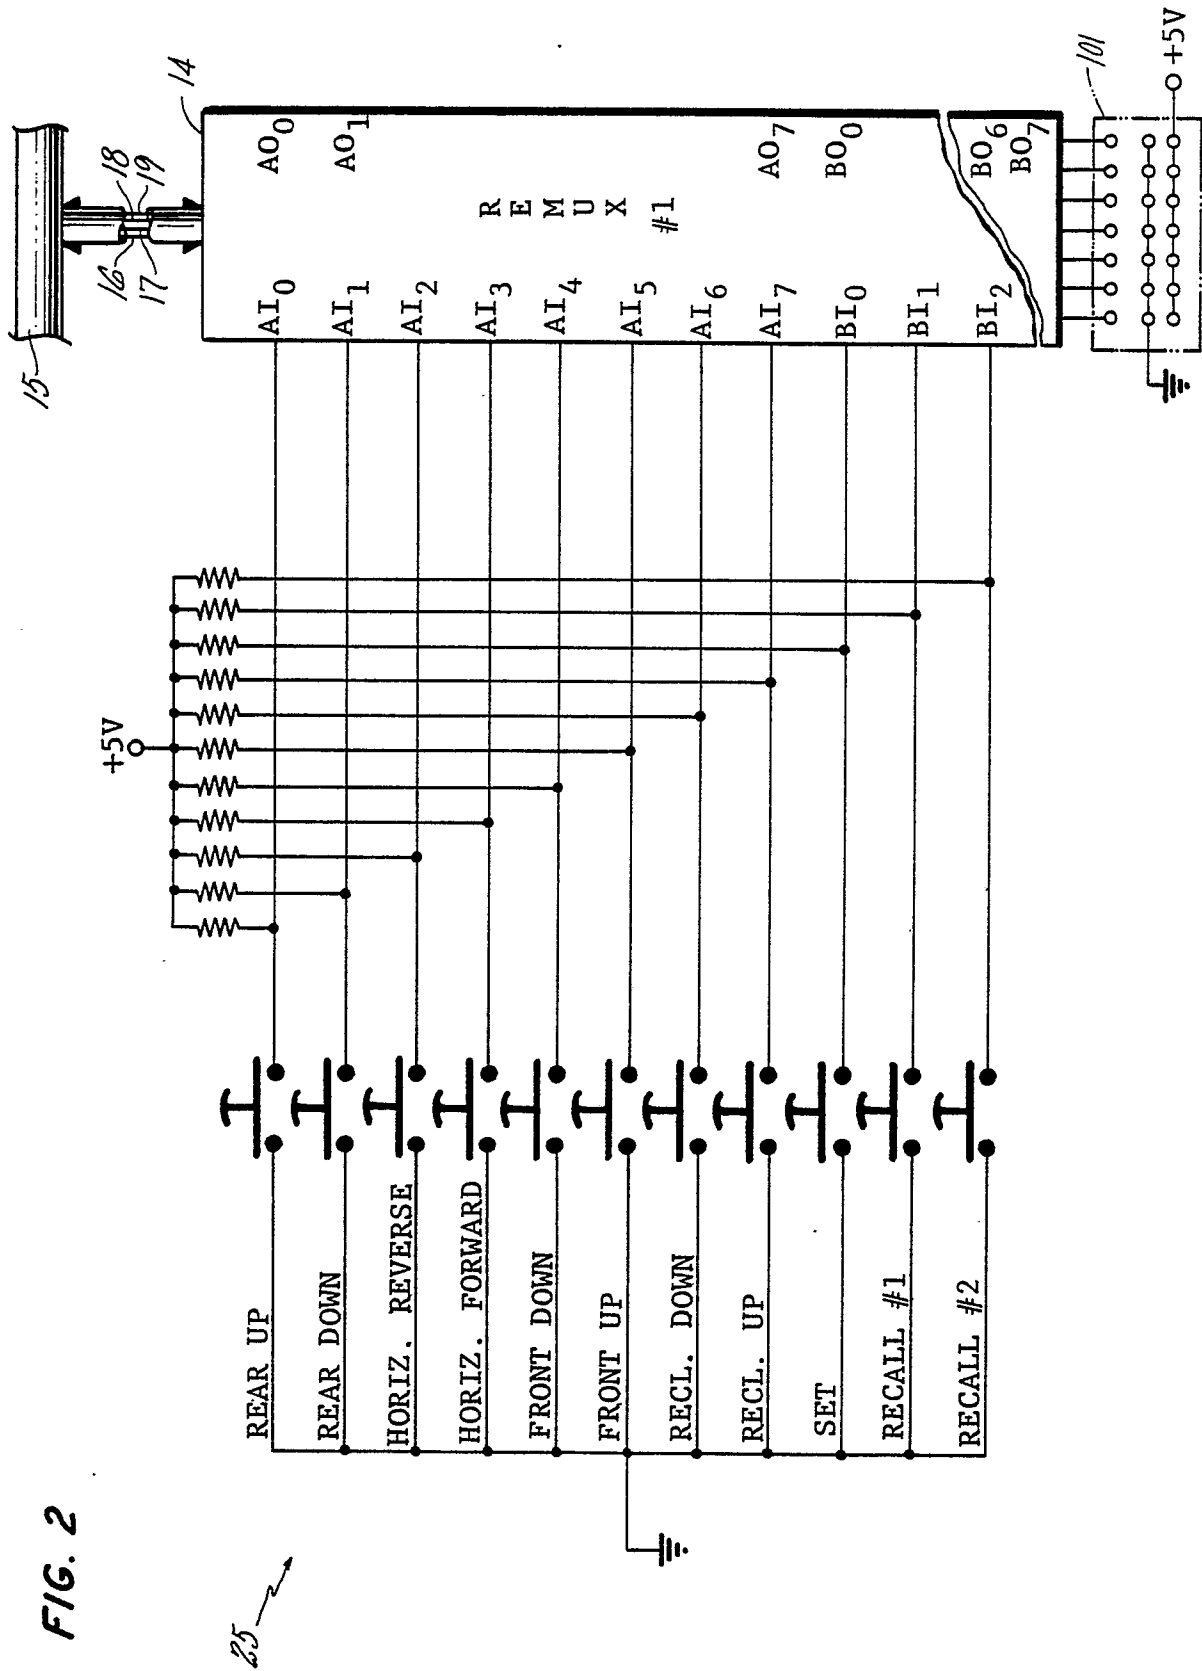 FIG. 2
25
REAR UP
REAR DOWN
HORIZ. REVERSE
HORIZ. FORWARD
FRONT DOWN
FRONT UP
RECL. DOWN
RECL. UP
SET
RECALL #1
RECALL #2
+5V
15
16
17
18
19
14
AI0
AI1
AI2
AI3
AI4
AI5
AI6
AI7
BI0
BI1
BI2
REMUX
#1
AO0
AO1
AO7
BO0
BO6
BO7
101
+5V